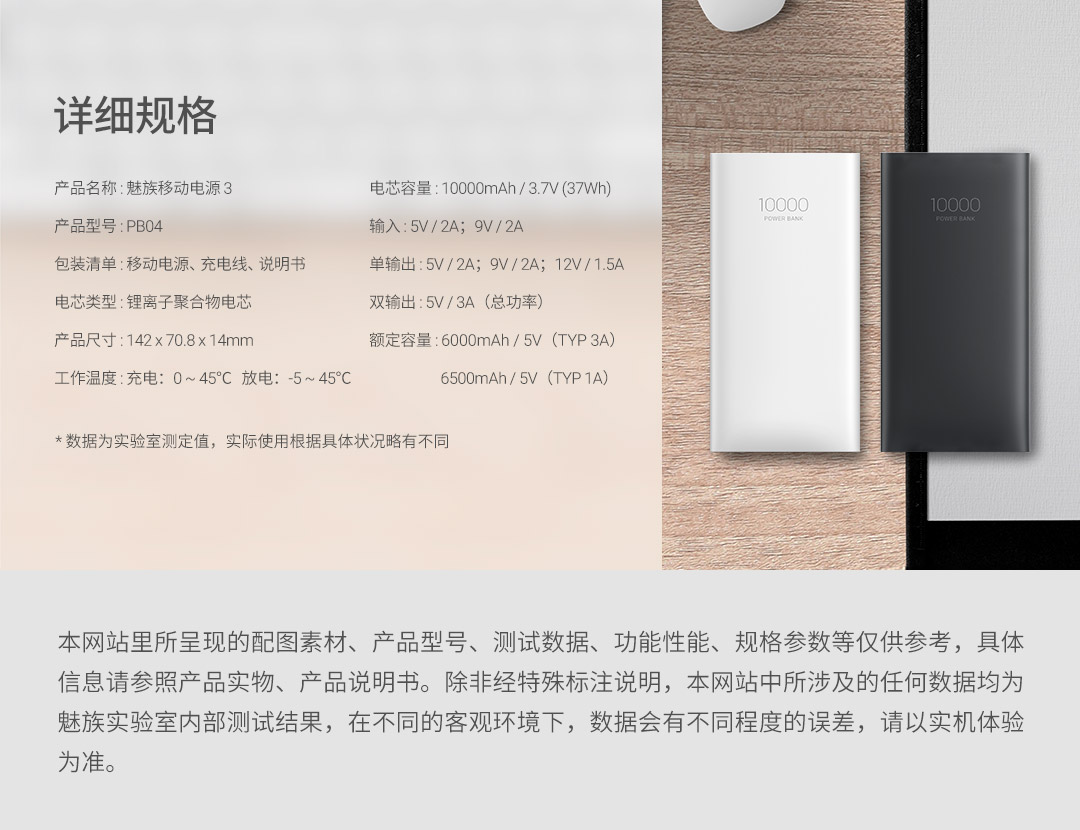 详细规格
产品名称 : 魅族移动电源 3
产品型号 : PB04
包装清单 : 移动电源、充电线、说明书
电芯类型 : 锂离子聚合物电芯
产品尺寸 : 142 x 70.8 x 14mm
工作温度 : 充电：0 ~ 45℃ 放电：-5 ~ 45℃
电芯容量 : 10000mAh / 3.7V (37Wh)
输入 : 5V / 2A；9V / 2A
单输出 : 5V / 2A；9V / 2A；12V / 1.5A
双输出 : 5V / 3A（总功率）
额定容量 : 6000mAh / 5V（TYP 3A）
6500mAh / 5V（TYP 1A）
* 数据为实验室测定值，实际使用根据具体状况略有不同
10000
POWER BANK
10000
POWER BANK
本网站里所呈现的配图素材、产品型号、测试数据、功能性能、规格参数等仅供参考，具体
信息请参照产品实物、产品说明书。除非经特殊标注说明，本网站中所涉及的任何数据均为
魅族实验室内部测试结果，在不同的客观环境下，数据会有不同程度的误差，请以实机体验
为准。